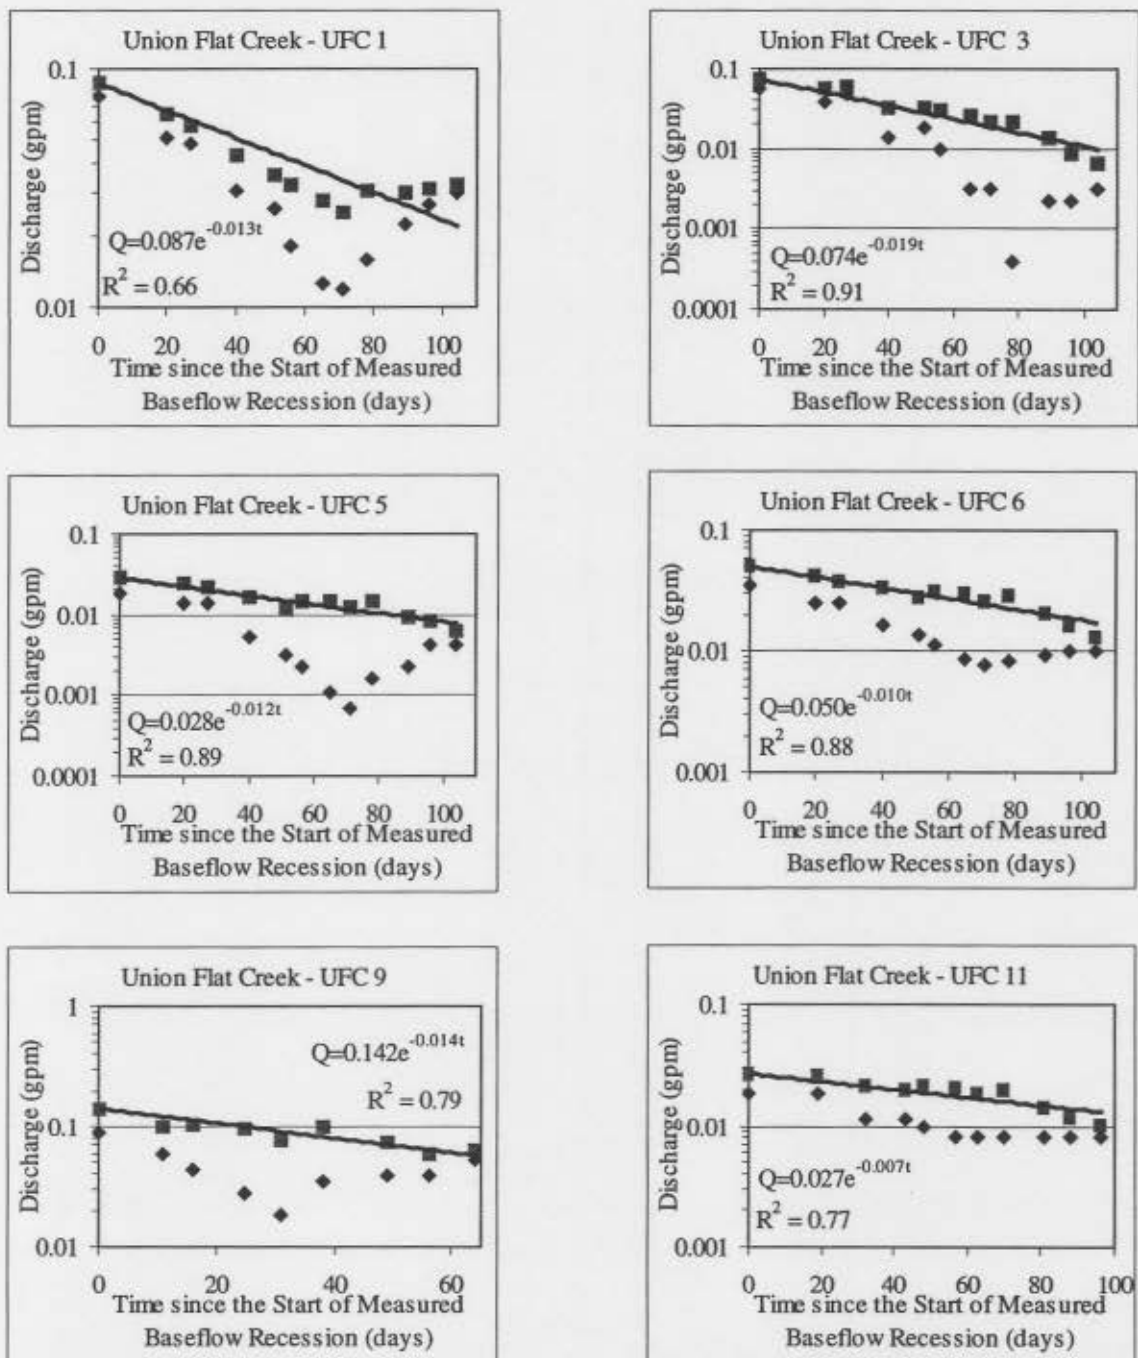 Union Flat Creek - UFC 1
0.1
Discharge (gpm)
Q=0.087e^-0.013t
R² = 0.66
0.01
0 20 40 60 80 100
Time since the Start of Measured
Baseflow Recession (days)
Union Flat Creek - UFC 3
0.1
0.01
Discharge (gpm)
0.001
Q=0.074e^-0.019t
R² = 0.91
0.0001
0 20 40 60 80 100
Time since the Start of Measured
Baseflow Recession (days)
Union Flat Creek - UFC 5
0.1
0.01
Discharge (gpm)
0.001
Q=0.028e^-0.012t
R² = 0.89
0.0001
0 20 40 60 80 100
Time since the Start of Measured
Baseflow Recession (days)
Union Flat Creek - UFC 6
0.1
Discharge (gpm)
0.01
Q=0.050e^-0.010t
R² = 0.88
0.001
0 20 40 60 80 100
Time since the Start of Measured
Baseflow Recession (days)
Union Flat Creek - UFC 9
1
Q=0.142e^-0.014t
R² = 0.79
Discharge (gpm)
0.1
0.01
0 20 40 60
Time since the Start of Measured
Baseflow Recession (days)
Union Flat Creek - UFC 11
0.1
Discharge (gpm)
0.01
Q=0.027e^-0.007t
R² = 0.77
0.001
0 20 40 60 80 100
Time since the Start of Measured
Baseflow Recession (days)